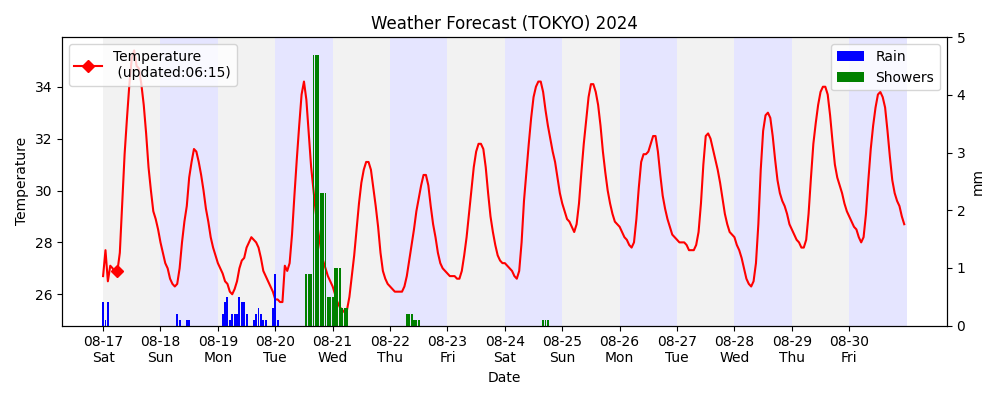 Weather Forecast (TOKYO) 2024
Temperature
(updated:06:15)
Rain
Showers
Temperature
34
32
30
28
26
5
4
3
2
1
0
mm
08-17 08-18 08-19 08-20 08-21 08-22 08-23 08-24 08-25 08-26 08-27 08-28 08-29 08-30
Sat Sun Mon Tue Wed Thu Fri Sat Sun Mon Tue Wed Thu Fri
Date